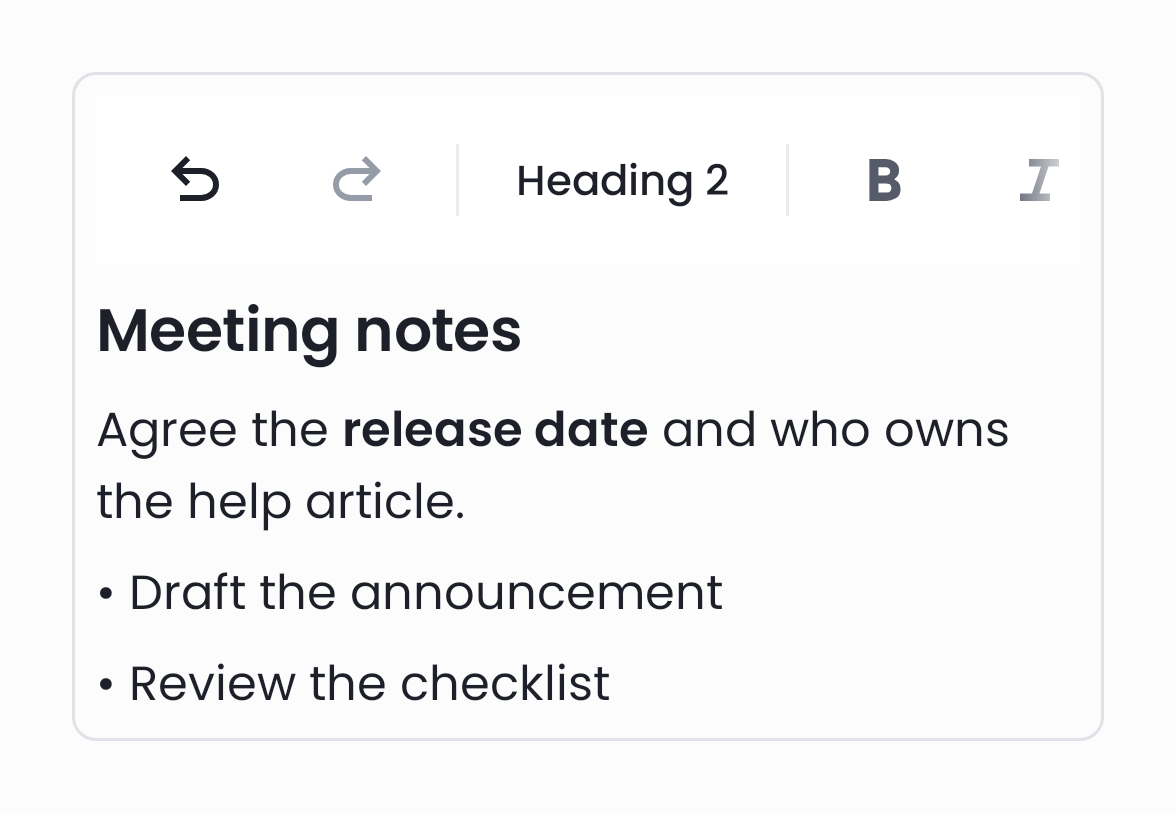 Heading 2 B I
Meeting notes
Agree the release date and who owns
the help article.
• Draft the announcement
• Review the checklist